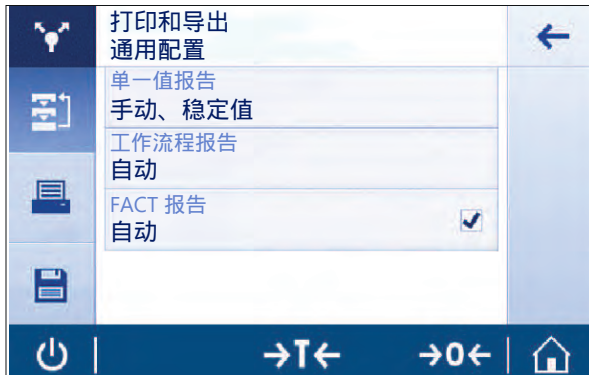 打印和导出
通用配置
单一值报告
手动、稳定值
工作流程报告
自动
FACT 报告
自动
→T←
→0←